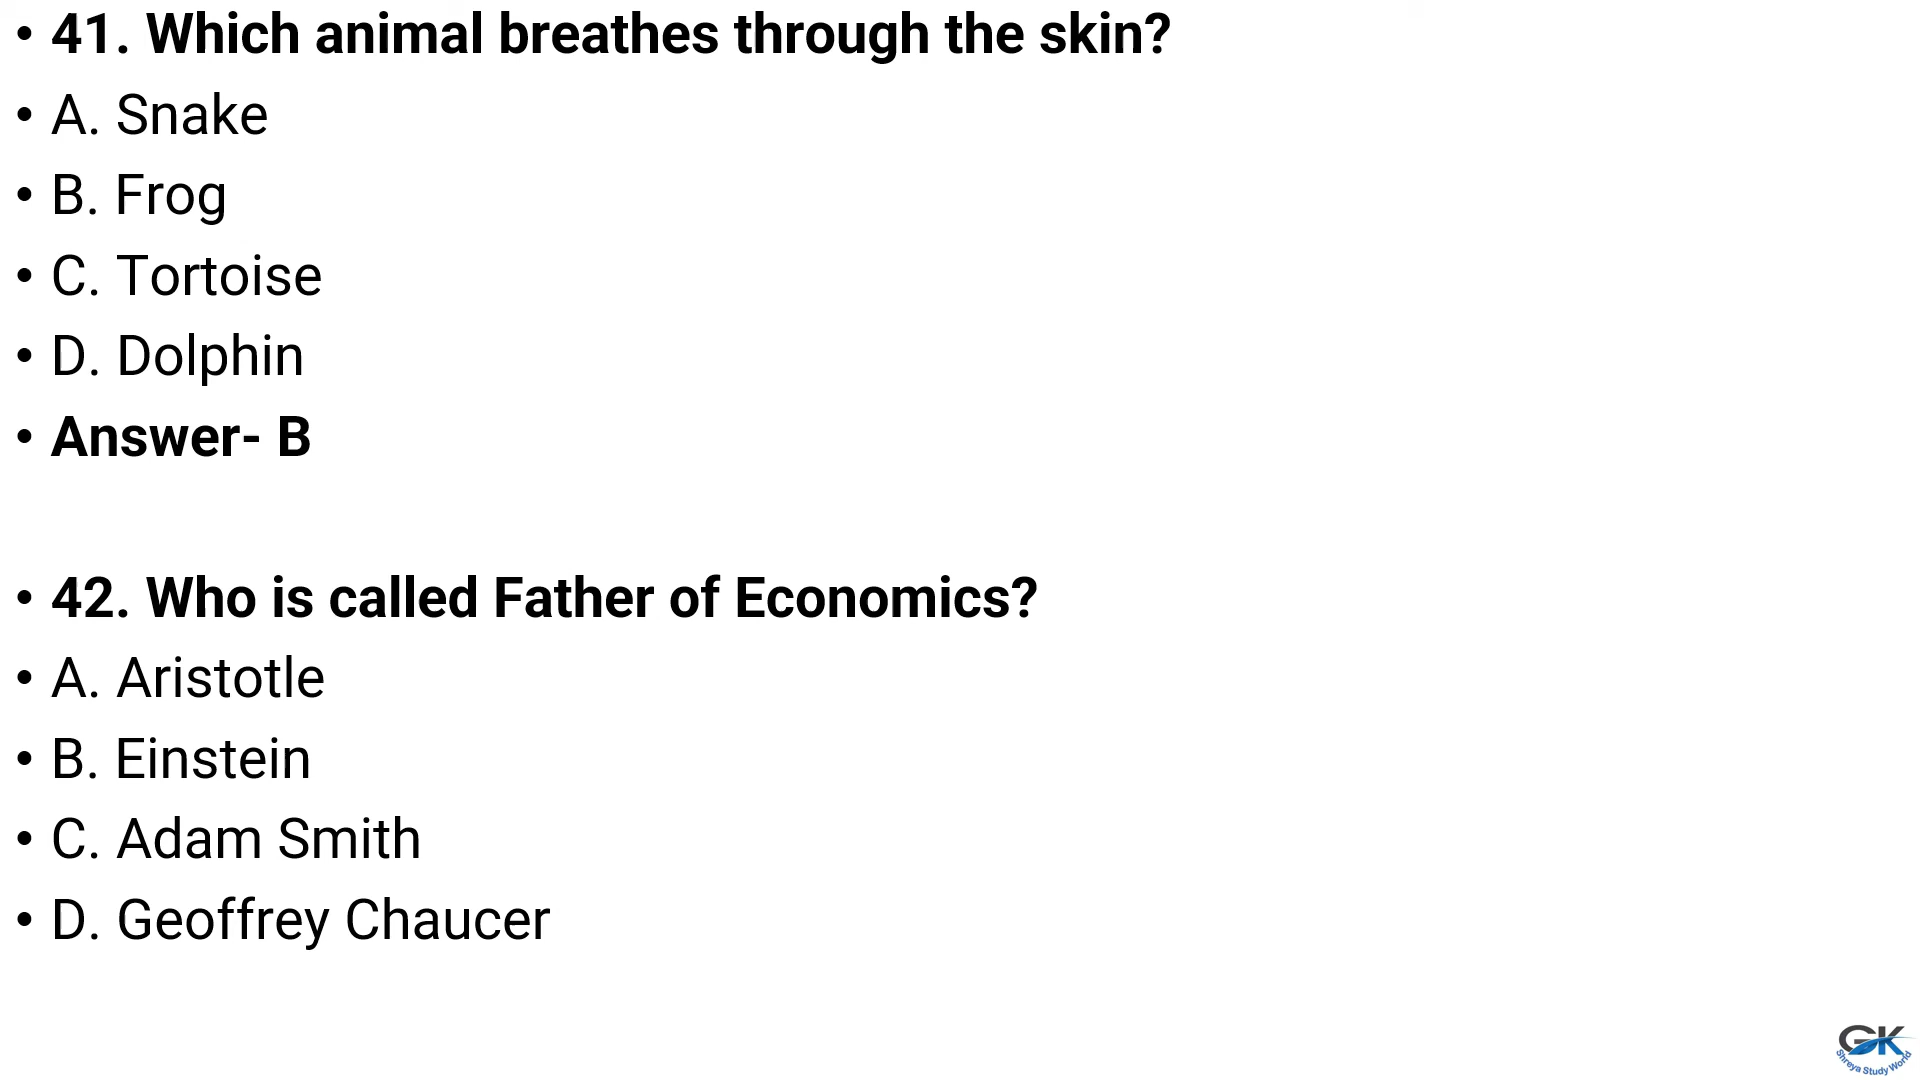 • 41. Which animal breathes through the skin?
• A. Snake
• B. Frog
• C. Tortoise
• D. Dolphin
• Answer- B
• 42. Who is called Father of Economics?
• A. Aristotle
• B. Einstein
• C. Adam Smith
• D. Geoffrey Chaucer
GK
Shreya Study World